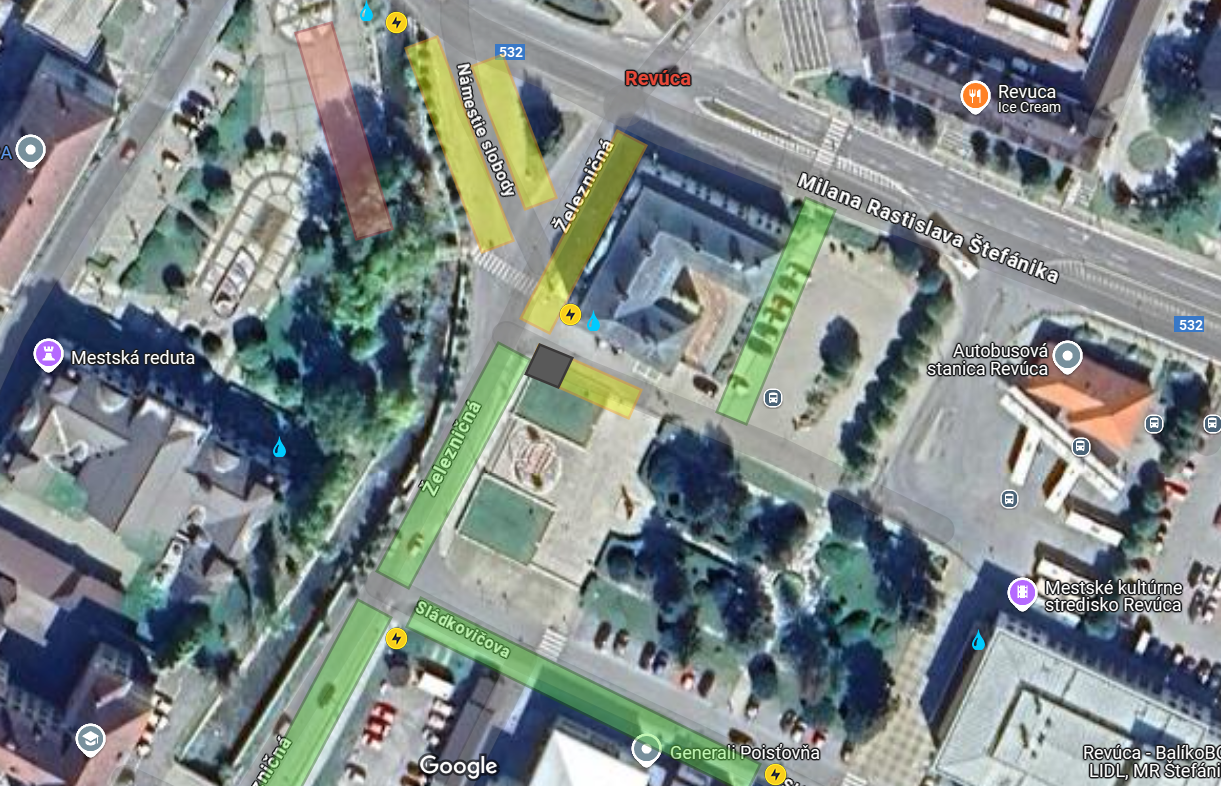 532
Námestie slobody
Revúca
Revuca
Ice Cream
A
Železničná
Milana Rastislava Štefánika
532
Mestská reduta
Autobusová
stanica Revúca
Železničná
Mestské kultúrne
stredisko Revúca
Sládkovičova
zničná
Generali Poisťovňa
Google
Revúca - BalíkoBO
LIDL, MR Štefáni